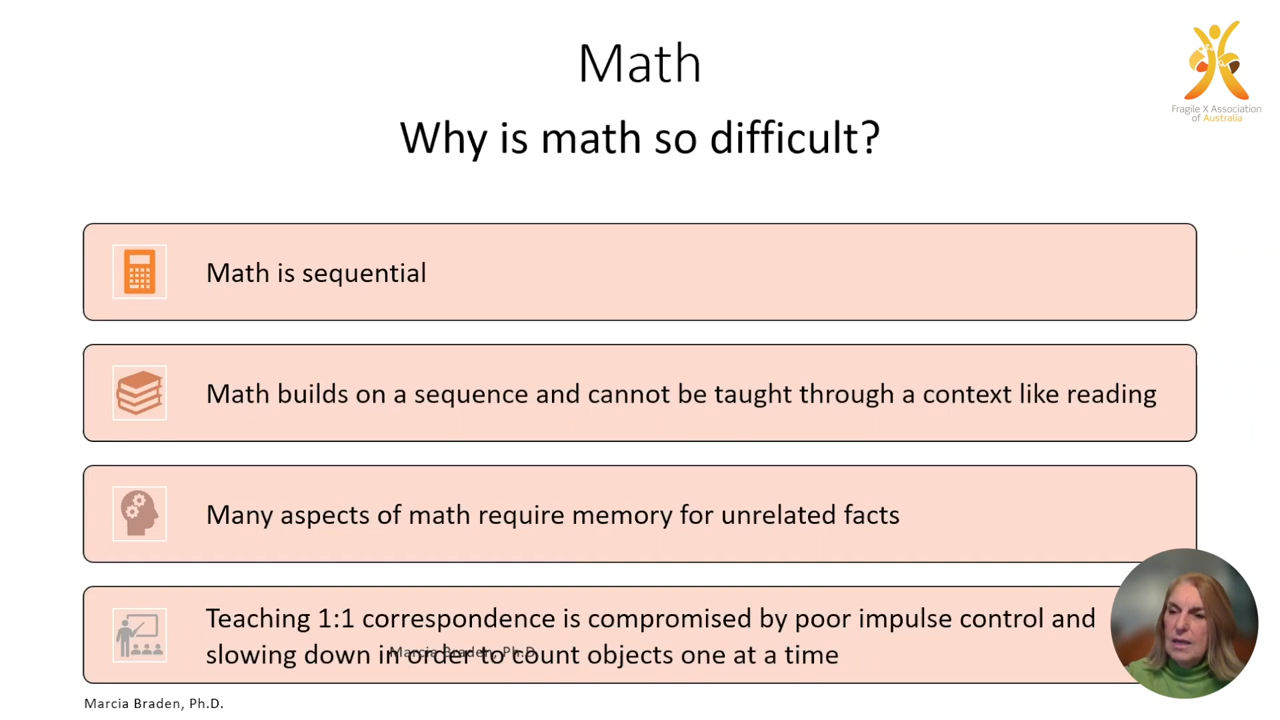 Math
Fragile X Association
of Australia
Why is math so difficult?
Math is sequential
Math builds on a sequence and cannot be taught through a context like reading
Many aspects of math require memory for unrelated facts
Teaching 1:1 correspondence is compromised by poor impulse control and
slowing down in order to count objects one at a time
Marcia Braden, Ph.D.
Marcia Braden, Ph.D.